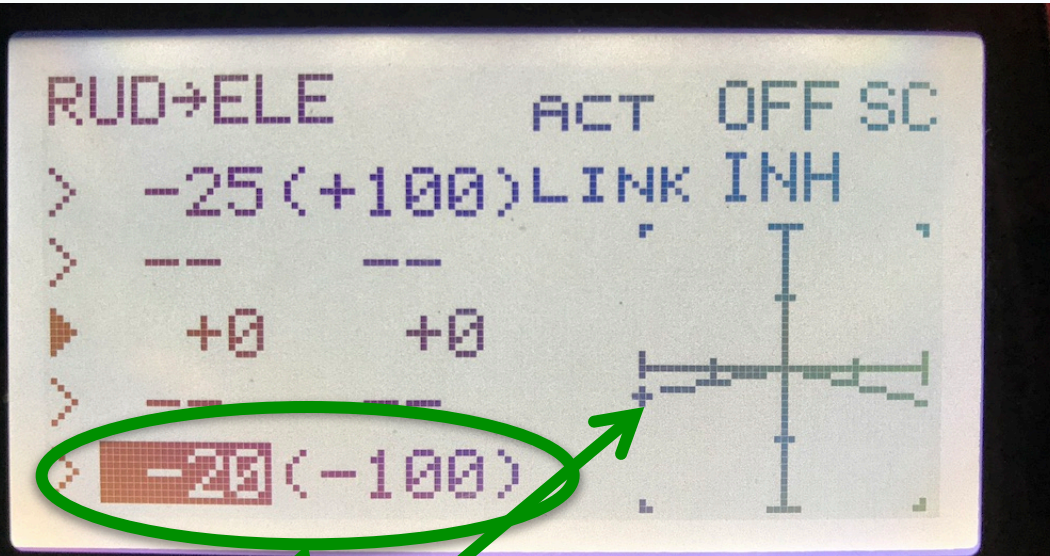 RUD→ELE ACT OFF SC
> -25(+100) LINK INH
> -- --
▶ +0 +0
> -- --
> -20(-100)